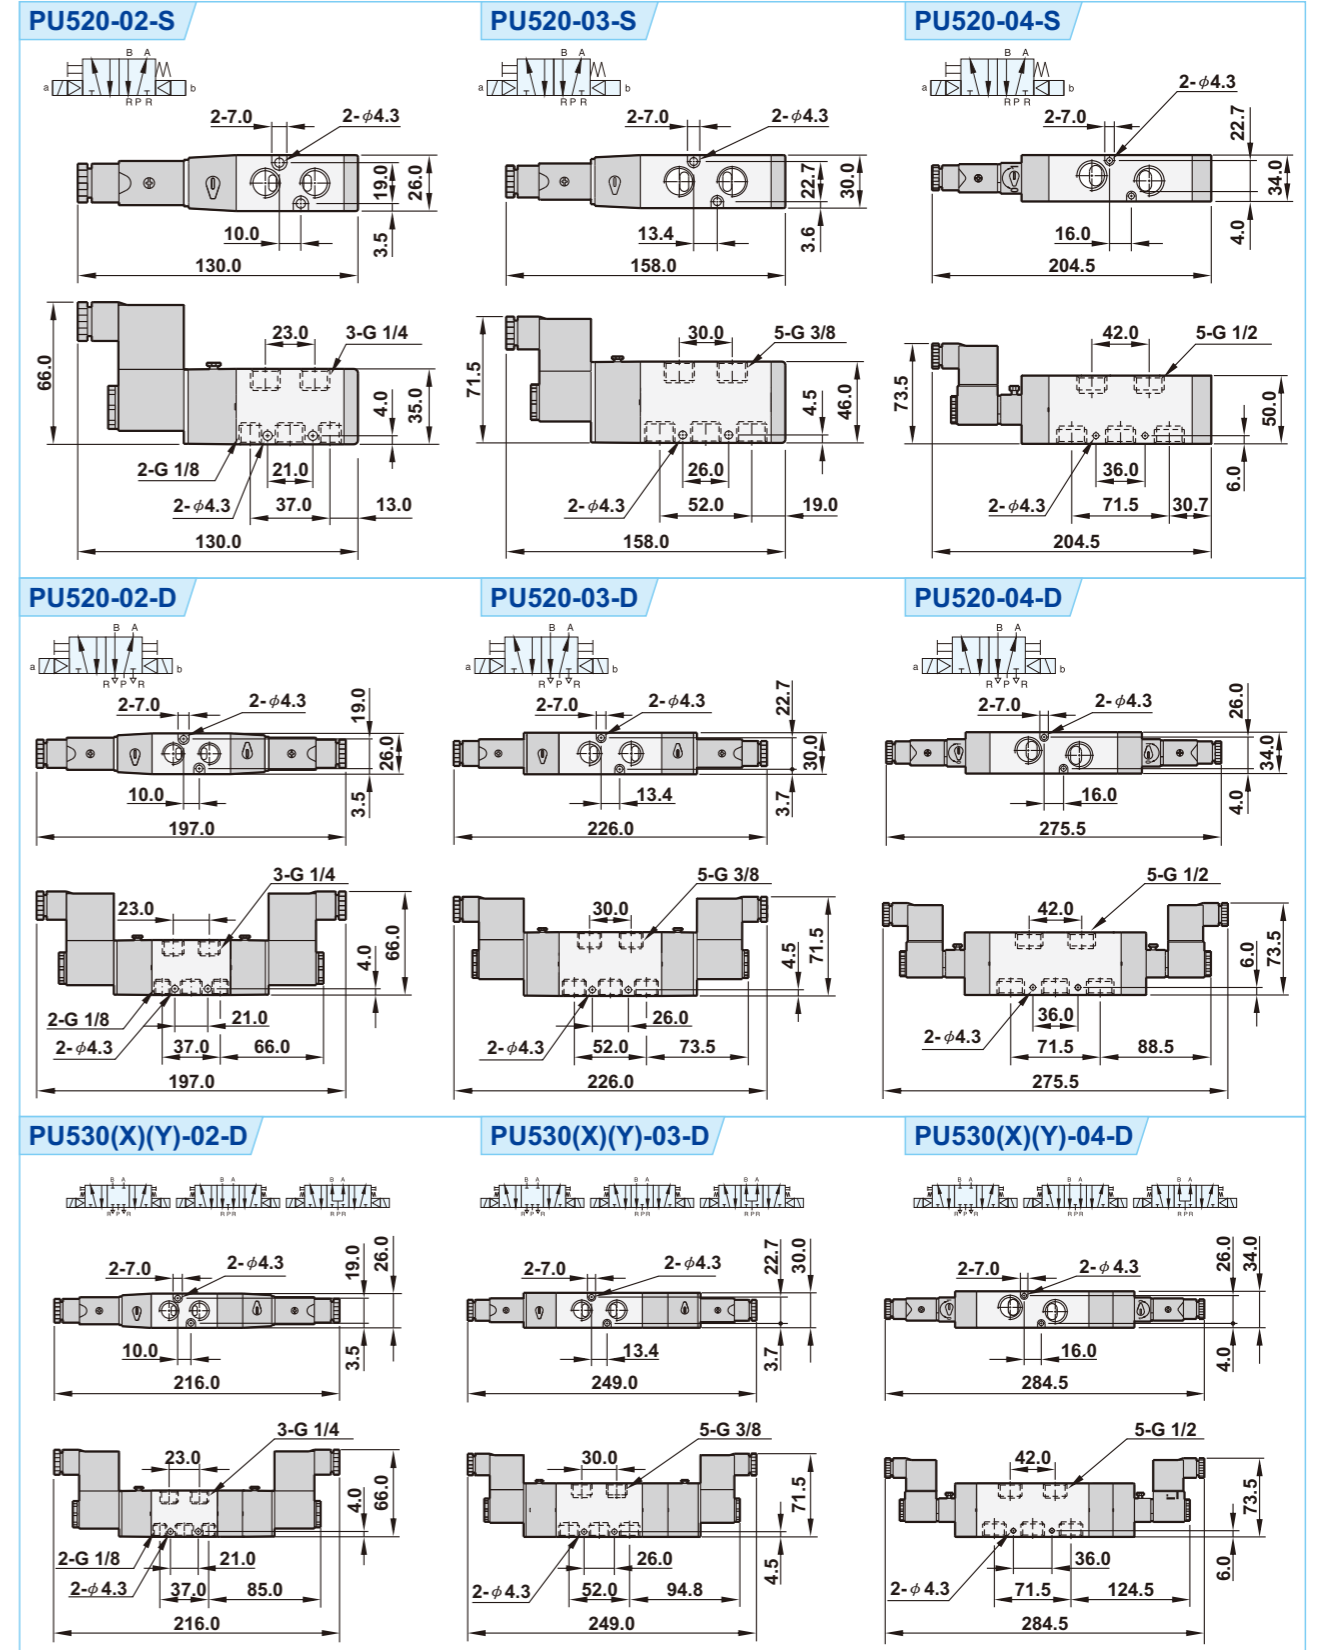 PU520-02-S
B A
a
b
R P R
2-7.0
2-φ4.3
19.0
26.0
10.0
3.5
130.0
66.0
23.0
3-G 1/4
4.0
35.0
2-G 1/8
21.0
2-φ4.3
37.0
13.0
130.0
PU520-03-S
B A
a
b
R P R
2-7.0
2-φ4.3
22.7
30.0
13.4
3.6
158.0
71.5
30.0
5-G 3/8
4.5
46.0
26.0
2-φ4.3
52.0
19.0
158.0
PU520-04-S
B A
a
b
R P R
2-φ4.3
2-7.0
22.7
34.0
16.0
4.0
204.5
73.5
42.0
5-G 1/2
50.0
36.0
6.0
2-φ4.3
71.5
30.7
204.5
PU520-02-D
B A
a
b
R P R
2-7.0
2-φ4.3
19.0
26.0
10.0
3.5
197.0
3-G 1/4
23.0
66.0
4.0
2-G 1/8
21.0
2-φ4.3
37.0
66.0
197.0
PU520-03-D
B A
a
b
R P R
2-7.0
2-φ4.3
22.7
30.0
13.4
3.7
226.0
5-G 3/8
30.0
71.5
4.5
26.0
2-φ4.3
52.0
73.5
226.0
PU520-04-D
B A
a
b
R P R
2-7.0
2-φ4.3
26.0
34.0
16.0
4.0
275.5
5-G 1/2
42.0
73.5
6.0
36.0
2-φ4.3
71.5
88.5
275.5
PU530(X)(Y)-02-D
B A
R P R
R P R
B A
R P R
2-7.0
2-φ4.3
19.0
26.0
10.0
3.5
216.0
3-G 1/4
23.0
66.0
4.0
2-G 1/8
21.0
2-φ4.3
37.0
85.0
216.0
PU530(X)(Y)-03-D
B A
R P R
R P R
B A
R P R
2-7.0
2-φ4.3
22.7
30.0
13.4
3.7
249.0
5-G 3/8
30.0
71.5
26.0
4.5
2-φ4.3
52.0
94.8
249.0
PU530(X)(Y)-04-D
B A
R P R
R P R
B A
R P R
2-7.0
2-φ4.3
26.0
34.0
16.0
4.0
284.5
5-G 1/2
42.0
73.5
36.0
6.0
2-φ4.3
71.5
124.5
284.5